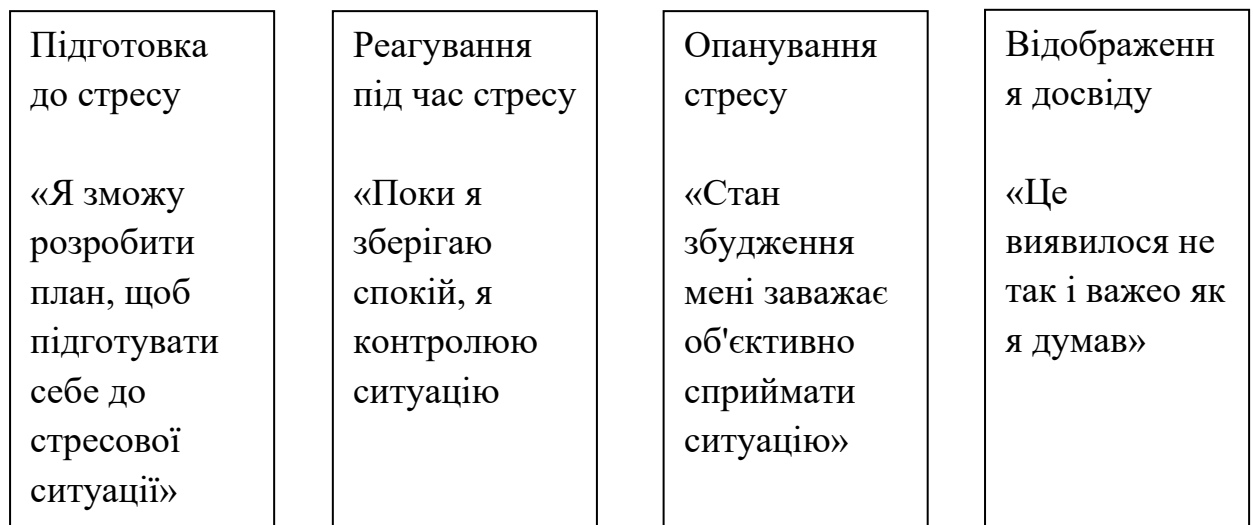 Підготовка
до стресу
«Я зможу
розробити
план, щоб
підготувати
себе до
стресової
ситуації»
Реагування
під час стресу
«Поки я
зберігаю
спокій, я
контролюю
ситуацію
Опанування
стресу
«Стан
збудження
мені заважає
об'єктивно
сприймати
ситуацію»
Відображенн
я досвіду
«Це
виявилося не
так і важео як
я думав»